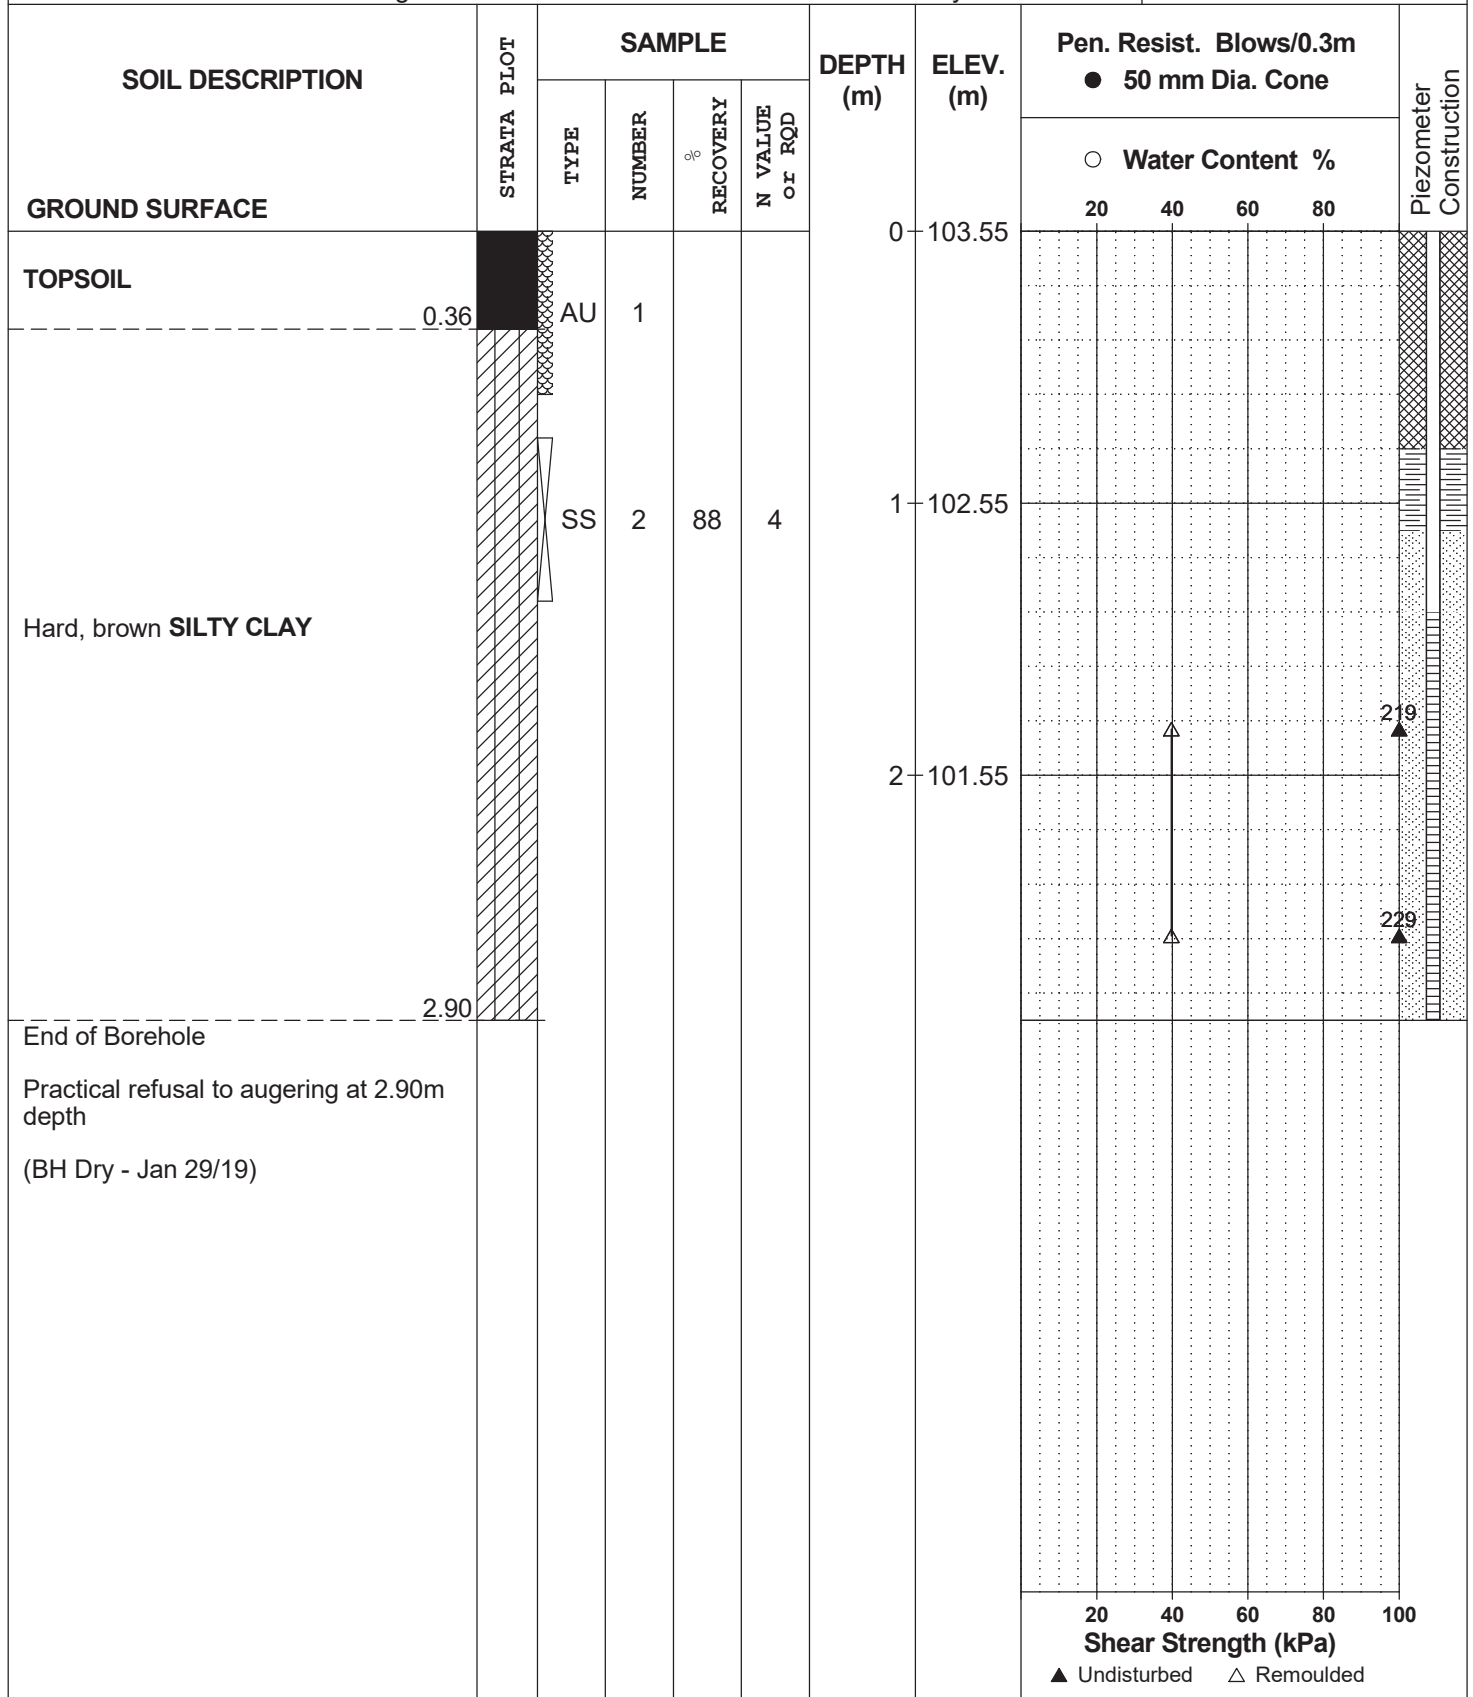 SOIL DESCRIPTION
GROUND SURFACE
STRATA PLOT
SAMPLE
TYPE
NUMBER
%
RECOVERY
N VALUE
or RQD
DEPTH
(m)
ELEV.
(m)
Pen. Resist. Blows/0.3m
● 50 mm Dia. Cone
○ Water Content %
20 40 60 80
Piezometer
Construction
0 103.55
TOPSOIL
0.36
AU 1
1 102.55
SS 2 88 4
Hard, brown SILTY CLAY
219
2 101.55
229
2.90
End of Borehole
Practical refusal to augering at 2.90m
depth
(BH Dry - Jan 29/19)
20 40 60 80 100
Shear Strength (kPa)
▲ Undisturbed △ Remoulded